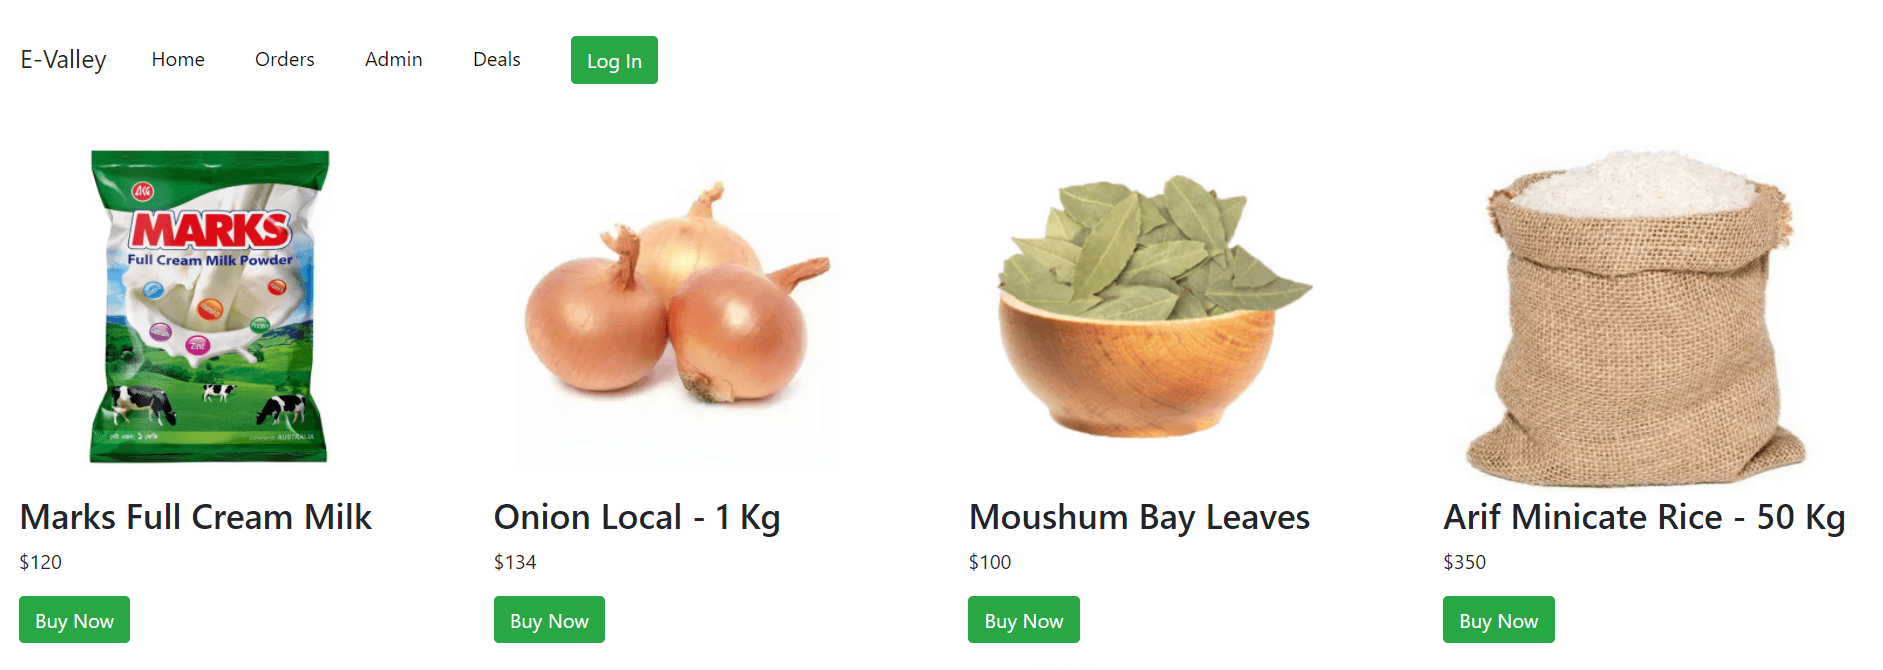 E-Valley Home Orders Admin Deals Log In
AKG
MARKS
Full Cream Milk Powder
AUSTRALIA
Marks Full Cream Milk
$120
Buy Now
Onion Local - 1 Kg
$134
Buy Now
Moushum Bay Leaves
$100
Buy Now
Arif Minicate Rice - 50 Kg
$350
Buy Now